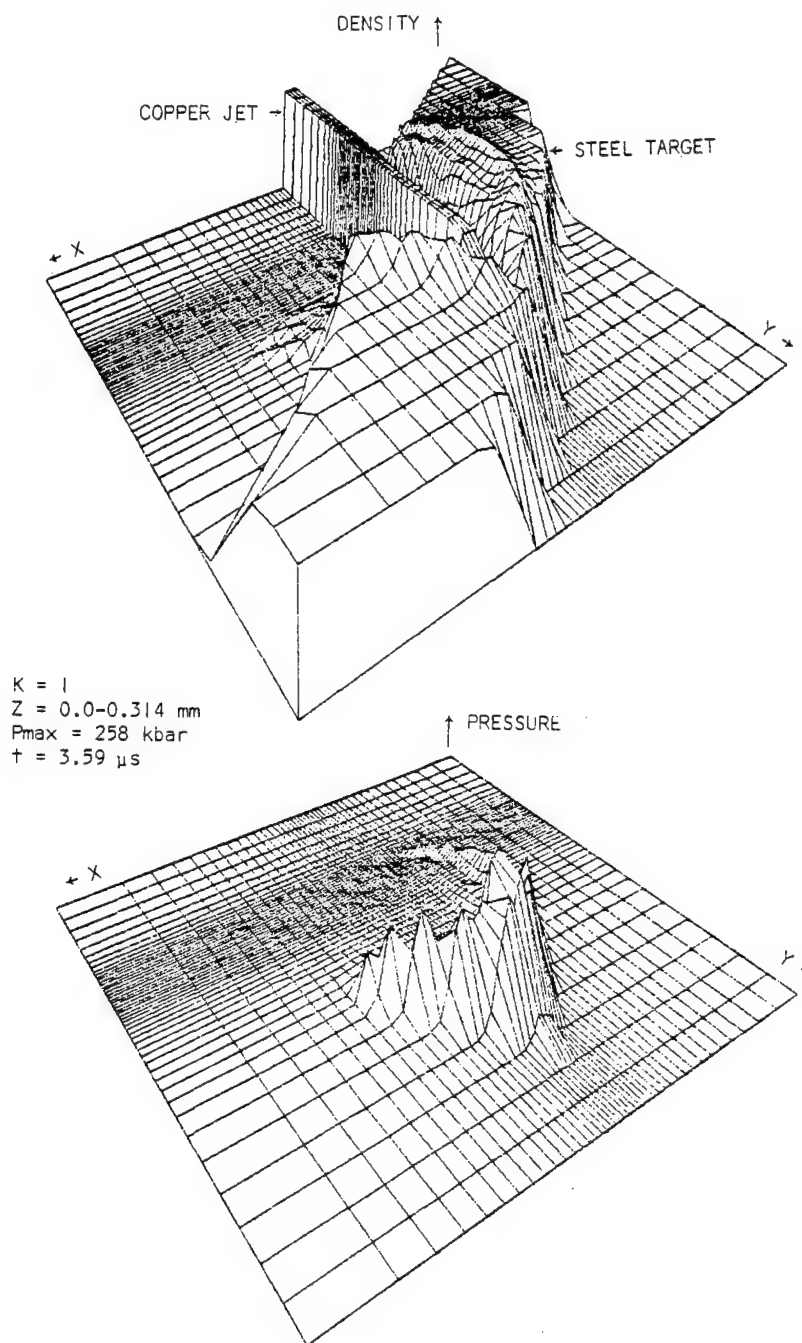 DENSITY ↑
COPPER JET →
← STEEL TARGET
← X
Y →
K = 1
Z = 0.0-0.314 mm
Pmax = 258 kbar
t = 3.59 µs
↑ PRESSURE
← X
Y